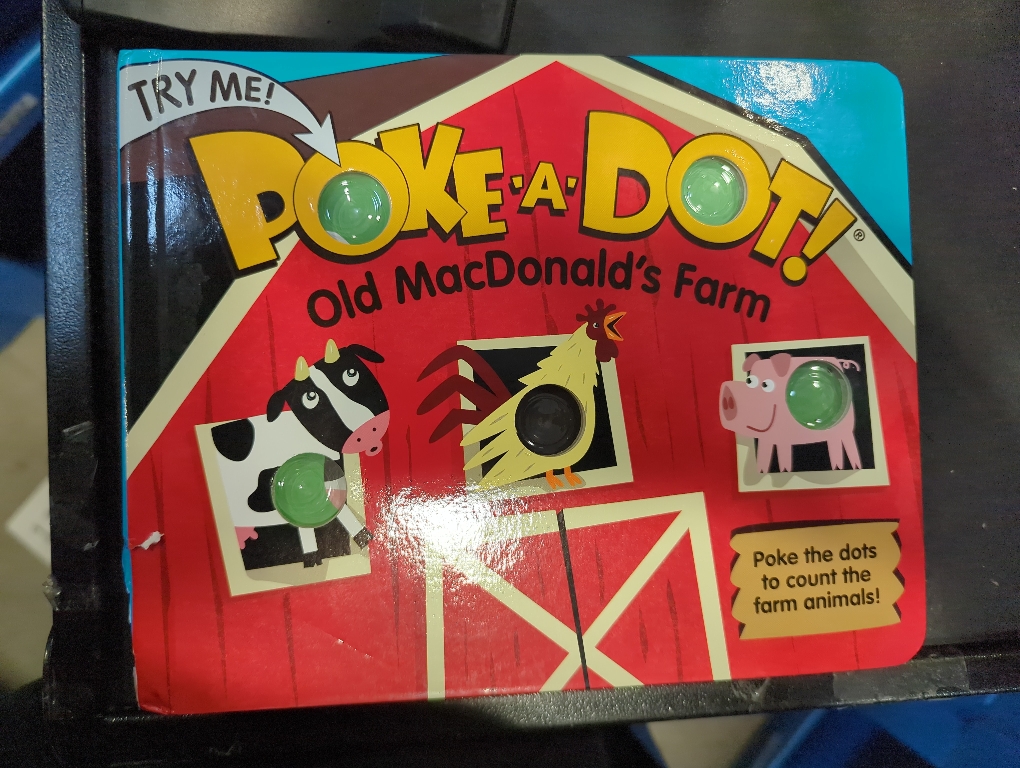 TRY ME!
POKE·A·DOT!®
Old MacDonald's Farm
Poke the dots
to count the
farm animals!